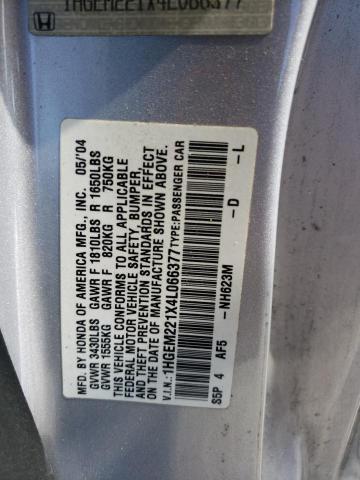 1HGEM221X4L066377
MFD. BY HONDA OF AMERICA MFG., INC. 05/'04
GVWR 3430LBS GAWR F 1810LBS R 1650LBS
GVWR 1555KG GAWR F 820KG R 750KG
THIS VEHICLE CONFORMS TO ALL APPLICABLE
FEDERAL MOTOR VEHICLE SAFETY, BUMPER,
AND THEFT PREVENTION STANDARDS IN EFFECT
ON THE DATE OF MANUFACTURE SHOWN ABOVE.
V.I.N.: 1HGEM221X4L066377 TYPE:PASSENGER CAR
-NH623M -D -L
S5P 4 AF5